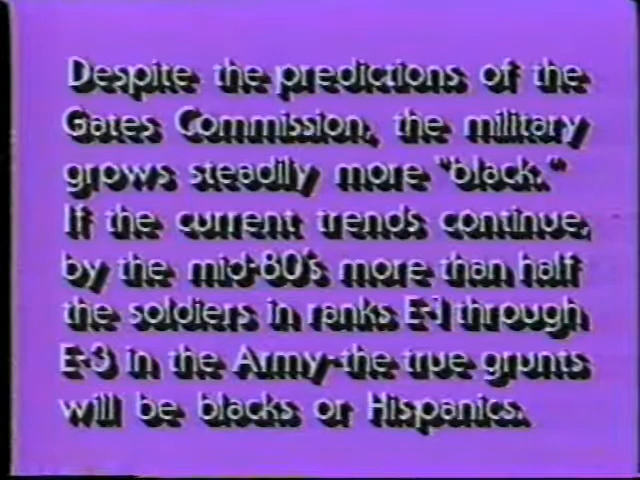 Despite the predictions of the
Gates Commission, the military
grows steadily more "black."
If the current trends continue,
by the mid-80's more than half
the soldiers in ranks E-1 through
E-3 in the Army-the true grunts
will be blacks or Hispanics.